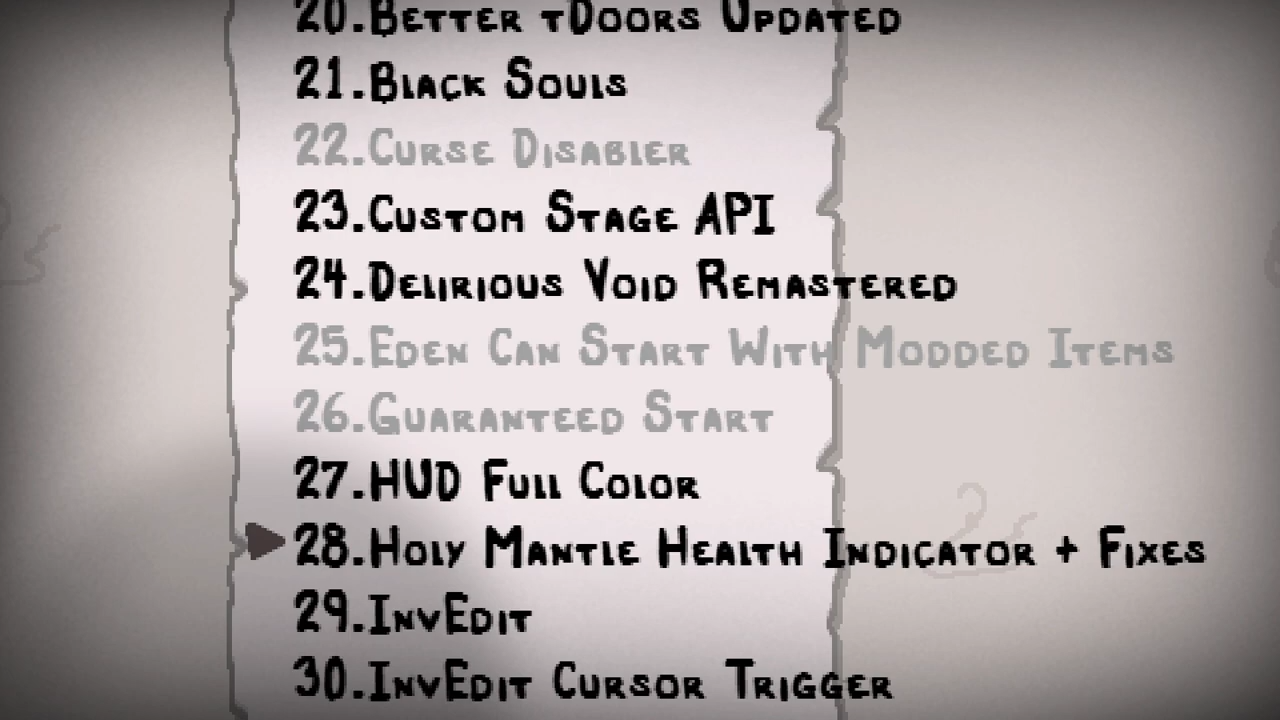 20.Better tDoors Updated
21.Black Souls
22.Curse Disabler
23.Custom Stage API
24.Delirious Void Remastered
25.Eden Can Start With Modded Items
26.Guaranteed Start
27.HUD Full Color
28.Holy Mantle Health Indicator + Fixes
29.InvEdit
30.InvEdit Cursor Trigger